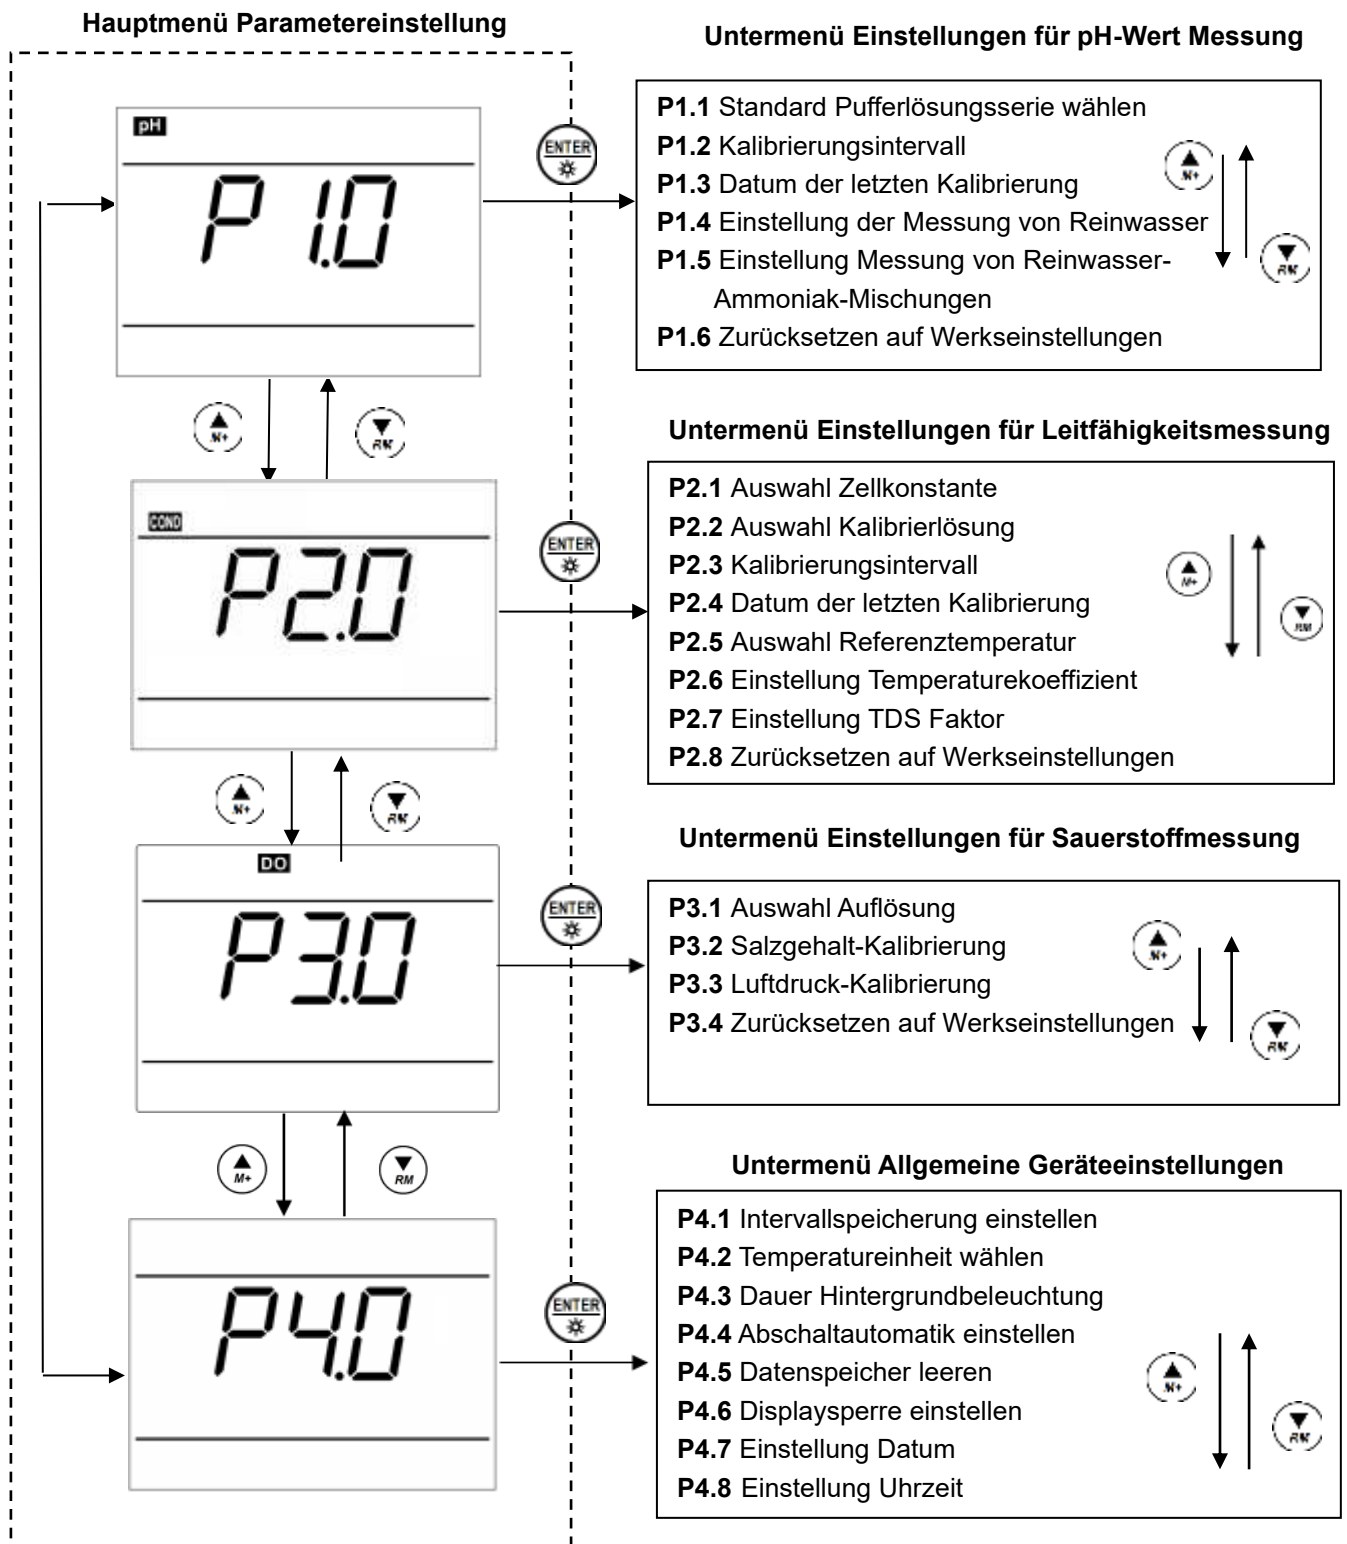 Hauptmenü Parametereinstellung
Untermenü Einstellungen für pH-Wert Messung
pH
P1.0
ENTER
P1.1 Standard Pufferlösungsserie wählen
P1.2 Kalibrierungsintervall
P1.3 Datum der letzten Kalibrierung
P1.4 Einstellung der Messung von Reinwasser
P1.5 Einstellung Messung von Reinwasser-
Ammoniak-Mischungen
P1.6 Zurücksetzen auf Werkseinstellungen
M+
RM
M+
RM
Untermenü Einstellungen für Leitfähigkeitsmessung
COND
P2.0
ENTER
P2.1 Auswahl Zellkonstante
P2.2 Auswahl Kalibrierlösung
P2.3 Kalibrierungsintervall
P2.4 Datum der letzten Kalibrierung
P2.5 Auswahl Referenztemperatur
P2.6 Einstellung Temperaturkoeffizient
P2.7 Einstellung TDS Faktor
P2.8 Zurücksetzen auf Werkseinstellungen
M+
RM
M+
RM
Untermenü Einstellungen für Sauerstoffmessung
DO
P3.0
ENTER
P3.1 Auswahl Auflösung
P3.2 Salzgehalt-Kalibrierung
P3.3 Luftdruck-Kalibrierung
P3.4 Zurücksetzen auf Werkseinstellungen
M+
RM
M+
RM
Untermenü Allgemeine Geräteeinstellungen
P4.0
ENTER
P4.1 Intervallspeicherung einstellen
P4.2 Temperatureinheit wählen
P4.3 Dauer Hintergrundbeleuchtung
P4.4 Abschaltautomatik einstellen
P4.5 Datenspeicher leeren
P4.6 Displaysperre einstellen
P4.7 Einstellung Datum
P4.8 Einstellung Uhrzeit
M+
RM